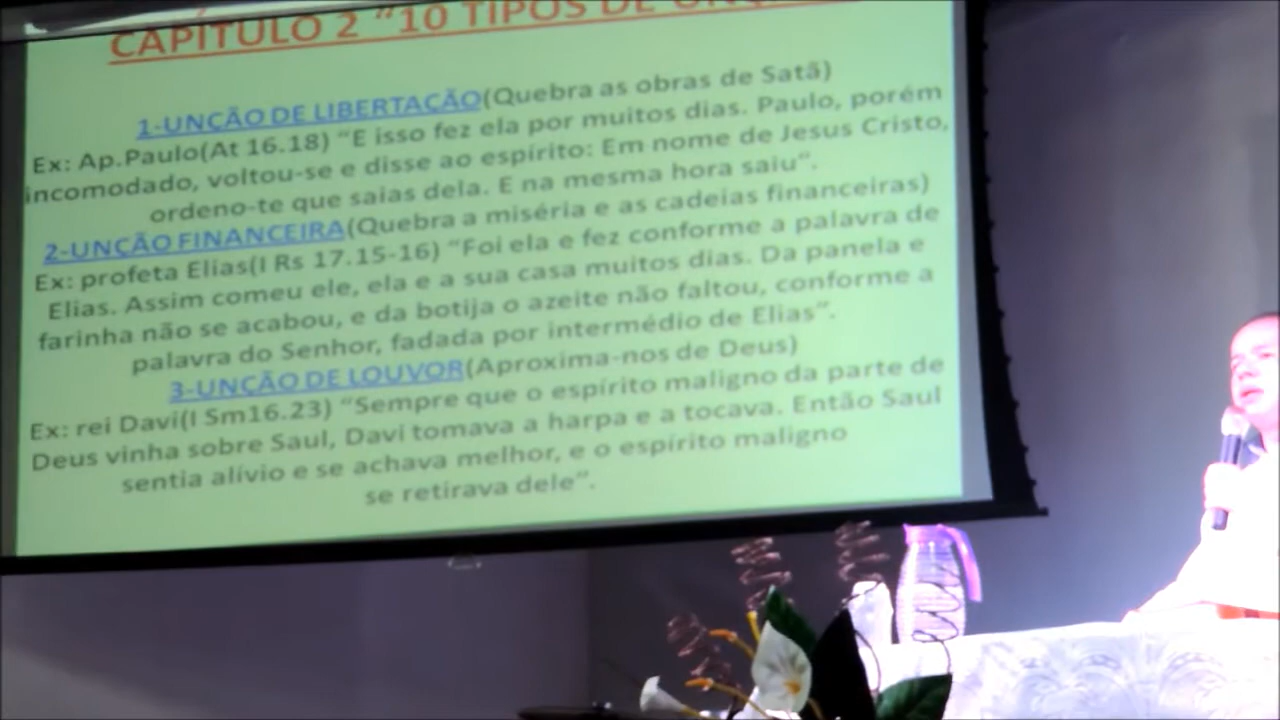 CAPÍTULO 2 "10 TIPOS DE
1-UNÇÃO DE LIBERTAÇÃO(Quebra as obras de Satã)
Ex: Ap.Paulo(At 16.18) "E isso fez ela por muitos dias. Paulo, porém
incomodado, voltou-se e disse ao espírito: Em nome de Jesus Cristo,
ordeno-te que saias dela. E na mesma hora saiu".
2-UNÇÃO FINANCEIRA(Quebra a miséria e as cadeias financeiras)
Ex: profeta Elias(I Rs 17.15-16) "Foi ela e fez conforme a palavra de
Elias. Assim comeu ele, ela e a sua casa muitos dias. Da panela e
farinha não se acabou, e da botija o azeite não faltou, conforme a
palavra do Senhor, fadada por intermédio de Elias".
3-UNÇÃO DE LOUVOR(Aproxima-nos de Deus)
Ex: rei Davi(I Sm16.23) "Sempre que o espírito maligno da parte de
Deus vinha sobre Saul, Davi tomava a harpa e a tocava. Então Saul
sentia alívio e se achava melhor, e o espírito maligno
se retirava dele".